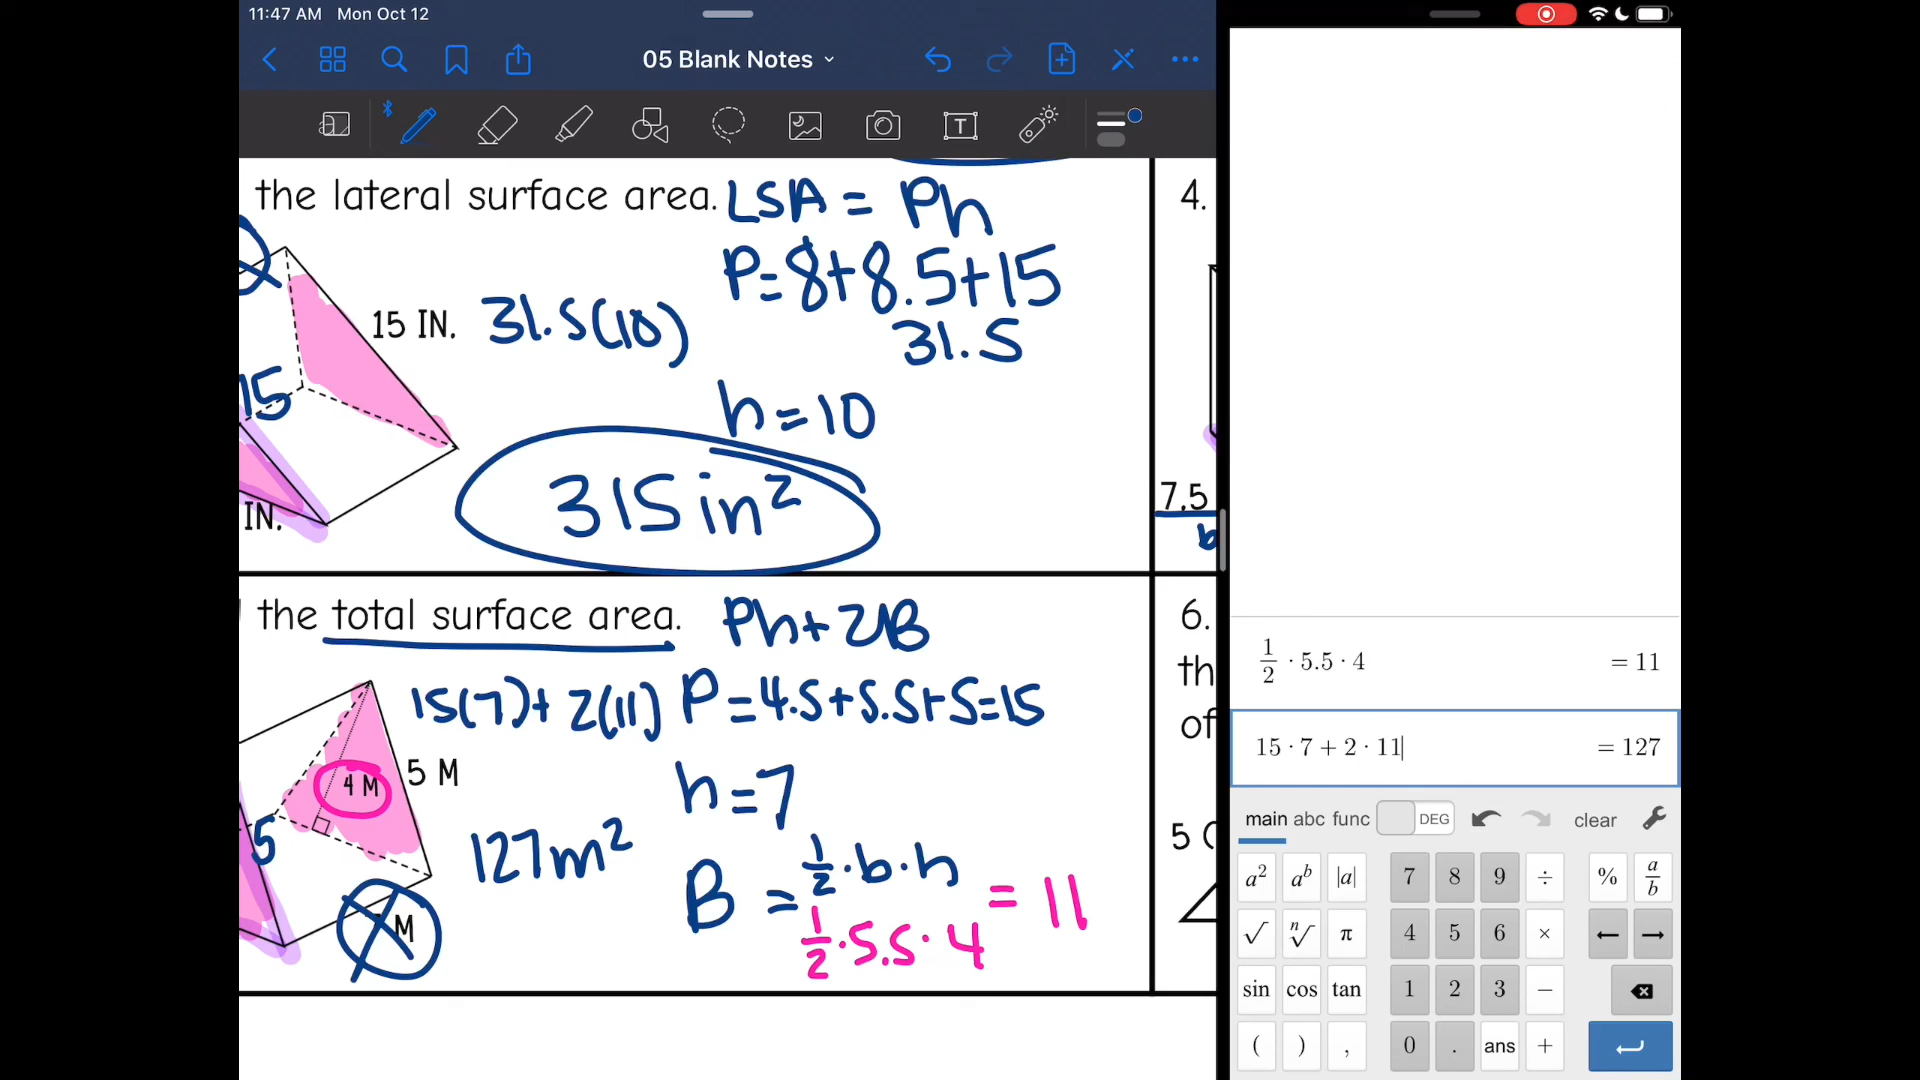 11:47 AM Mon Oct 12
05 Blank Notes
the lateral surface area. LSA = Ph
P = 8 + 8.5 + 15
31.5
15 IN. 31.5(10)
h = 10
15
IN.
315 in²
the total surface area. Ph + 2B
15(7) + 2(11) P = 4.5 + 5.5 + 5 = 15
4 M
5 M
h = 7
5
127 m²
B = 1/2 · b · h
1/2 · 5.5 · 4 = 11
M
4.
7.5
b
6.
th
of
5
1/2 · 5.5 · 4 = 11
15 · 7 + 2 · 11 = 127
main abc func DEG clear
a² aᵇ |a| 7 8 9 ÷ % a/b
√ ⁿ√ π 4 5 6 × ← →
sin cos tan 1 2 3 −
( ) , 0 . ans +